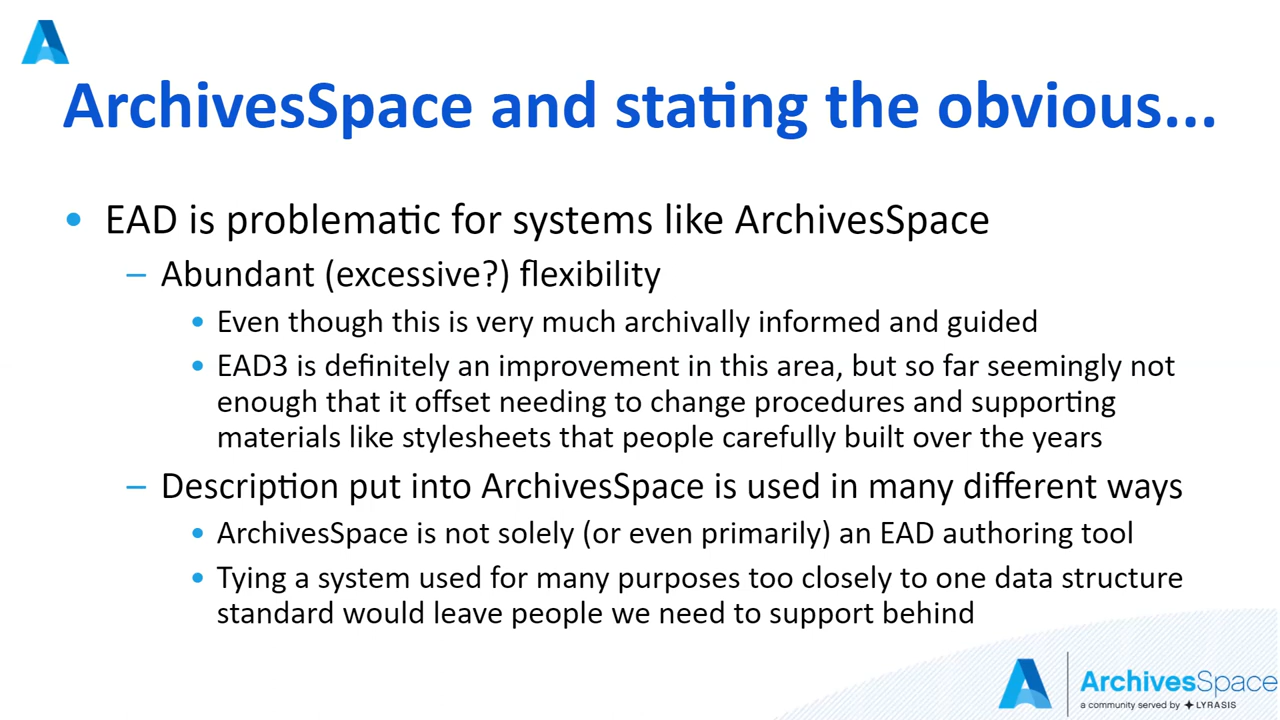 ArchivesSpace and stating the obvious...
• EAD is problematic for systems like ArchivesSpace
– Abundant (excessive?) flexibility
• Even though this is very much archivally informed and guided
• EAD3 is definitely an improvement in this area, but so far seemingly not
enough that it offset needing to change procedures and supporting
materials like stylesheets that people carefully built over the years
– Description put into ArchivesSpace is used in many different ways
• ArchivesSpace is not solely (or even primarily) an EAD authoring tool
• Tying a system used for many purposes too closely to one data structure
standard would leave people we need to support behind
ArchivesSpace
a community served by LYRASIS